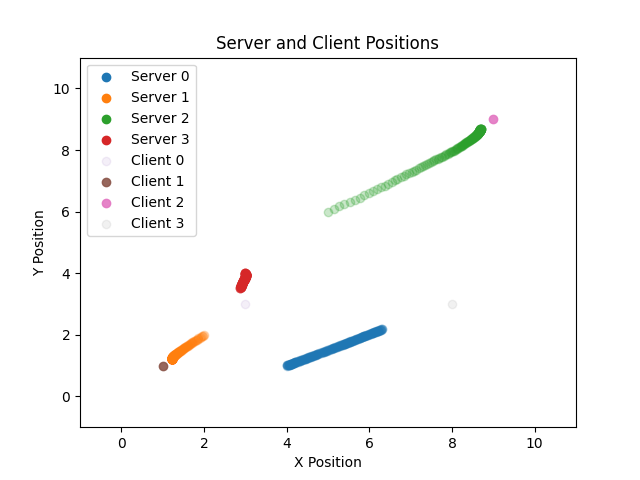 Server and Client Positions
Server 0
Server 1
Server 2
Server 3
Client 0
Client 1
Client 2
Client 3
10
8
6
4
2
0
Y Position
0 2 4 6 8 10
X Position